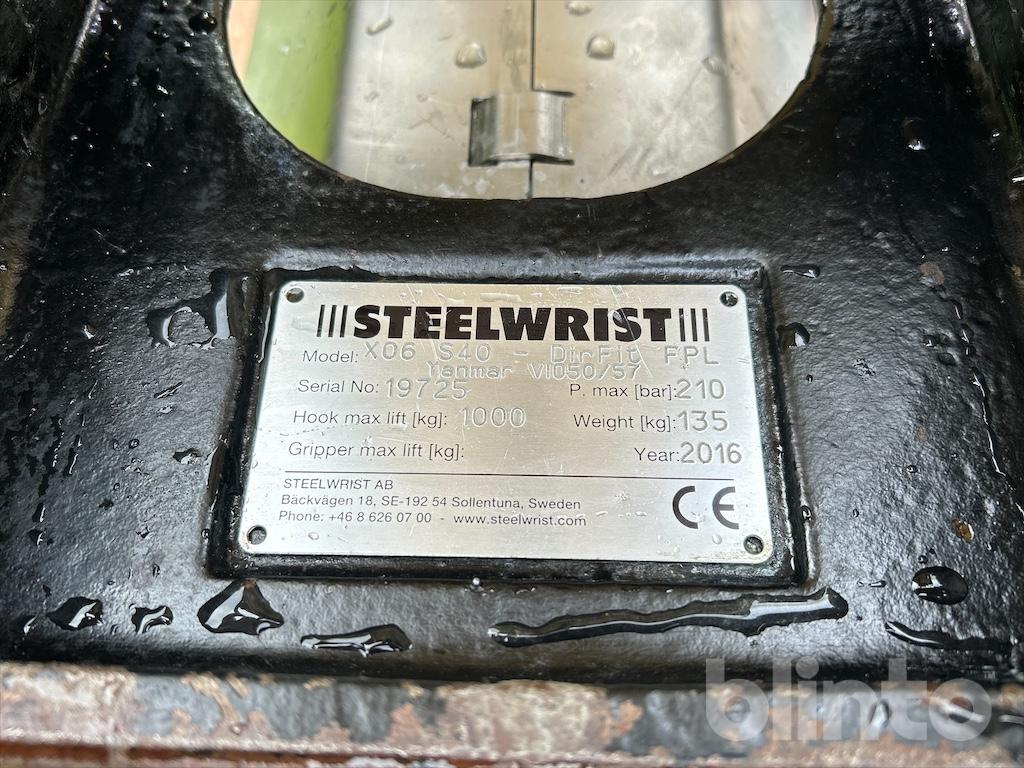 STEELWRIST
Model: X06 S40 - DirFit FPL
Yanmar VIO50/57
Serial No: 19725 P. max [bar]: 210
Hook max lift [kg]: 1000 Weight [kg]: 135
Gripper max lift [kg]: Year: 2016
STEELWRIST AB
Bäckvägen 18, SE-192 54 Sollentuna, Sweden
Phone: +46 8 626 07 00 - www.steelwrist.com
CE
blinto